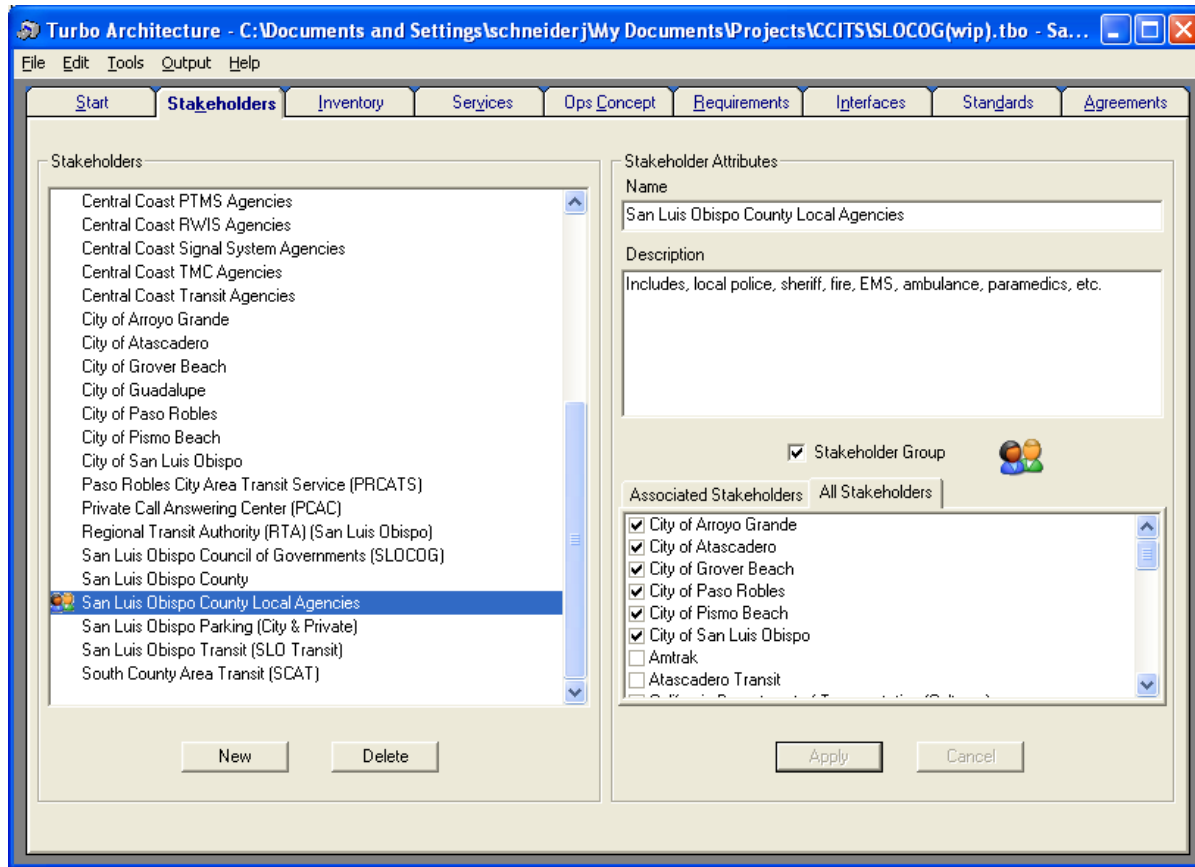 Turbo Architecture - C:\Documents and Settings\schneiderj\My Documents\Projects\CCITS\SLOCOG(wip).tbo - Sa...
File Edit Tools Output Help
Start Stakeholders Inventory Services Ops Concept Requirements Interfaces Standards Agreements
Stakeholders
Central Coast PTMS Agencies
Central Coast RWIS Agencies
Central Coast Signal System Agencies
Central Coast TMC Agencies
Central Coast Transit Agencies
City of Arroyo Grande
City of Atascadero
City of Grover Beach
City of Guadalupe
City of Paso Robles
City of Pismo Beach
City of San Luis Obispo
Paso Robles City Area Transit Service (PRCATS)
Private Call Answering Center (PCAC)
Regional Transit Authority (RTA) (San Luis Obispo)
San Luis Obispo Council of Governments (SLOCOG)
San Luis Obispo County
San Luis Obispo County Local Agencies
San Luis Obispo Parking (City & Private)
San Luis Obispo Transit (SLO Transit)
South County Area Transit (SCAT)
New Delete
Stakeholder Attributes
Name
San Luis Obispo County Local Agencies
Description
Includes, local police, sheriff, fire, EMS, ambulance, paramedics, etc.
Stakeholder Group
Associated Stakeholders All Stakeholders
City of Arroyo Grande
City of Atascadero
City of Grover Beach
City of Paso Robles
City of Pismo Beach
City of San Luis Obispo
Amtrak
Atascadero Transit
Apply Cancel